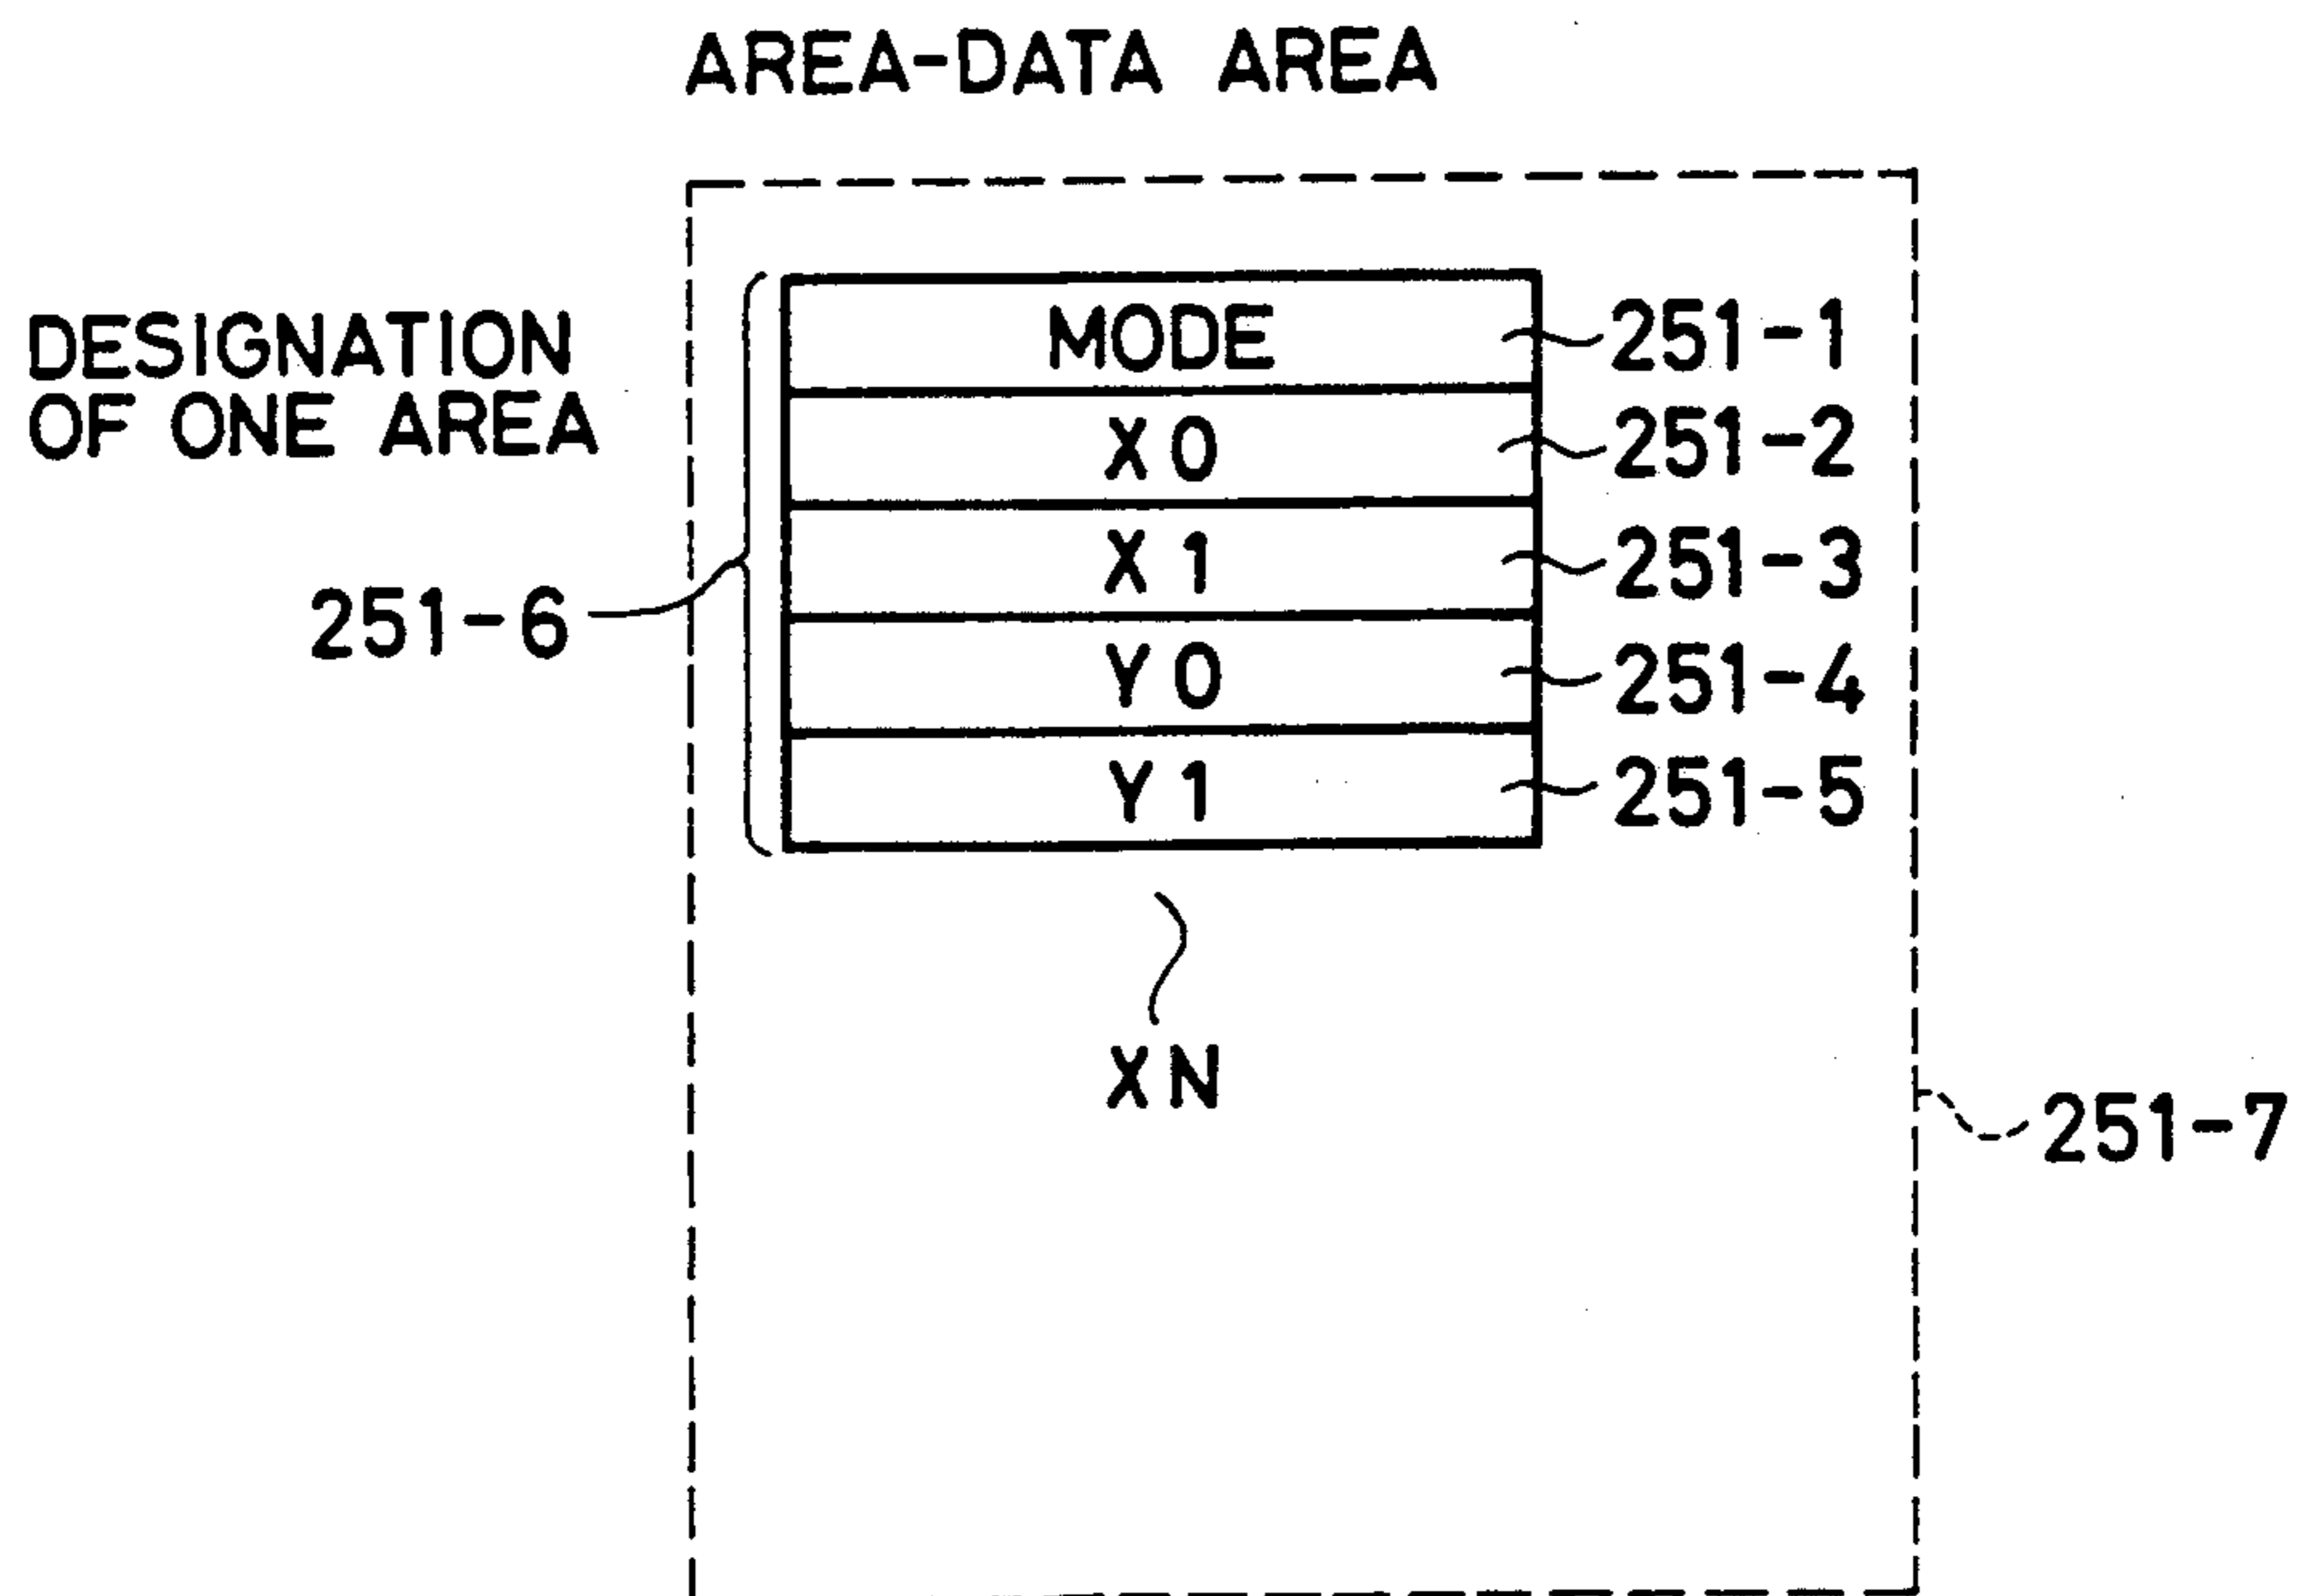 AREA-DATA AREA
DESIGNATION
OF ONE AREA
MODE 251-1
X0 251-2
X1 251-3
251-6
Y0 251-4
Y1 251-5
XN
251-7